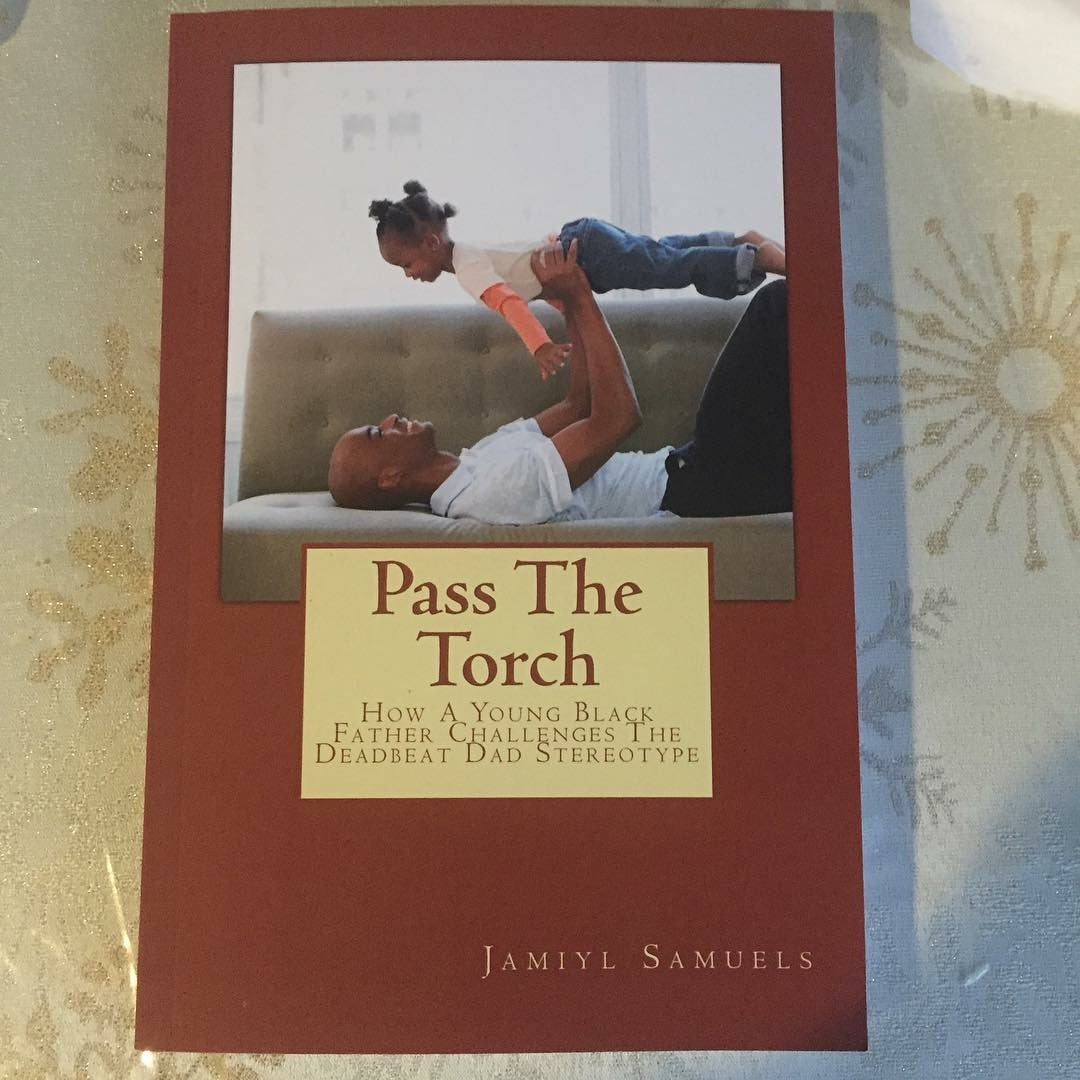 Pass The
Torch
How A Young Black
Father Challenges The
Deadbeat Dad Stereotype
Jamiyl Samuels